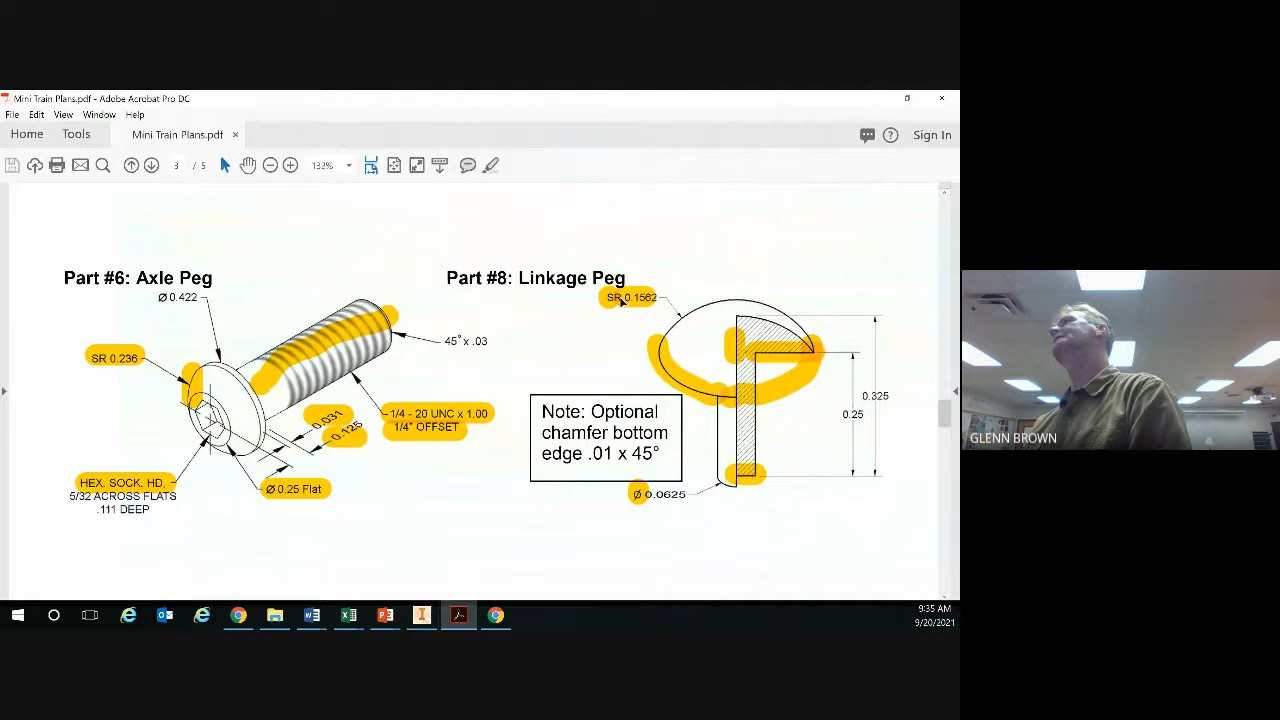 Mini Train Plans.pdf - Adobe Acrobat Pro DC
File Edit View Window Help
Home Tools Mini Train Plans.pdf × Sign In
3 / 5 132%
Part #6: Axle Peg
Ø 0.422
SR 0.236
45° x .03
0.031
0.125
1/4 - 20 UNC x 1.00
1/4" OFFSET
HEX. SOCK. HD,
5/32 ACROSS FLATS
.111 DEEP
Ø 0.25 Flat
Part #8: Linkage Peg
SR 0.1562
0.325
0.25
Note: Optional
chamfer bottom
edge .01 x 45°
Ø 0.0625
GLENN BROWN
9:35 AM
9/20/2021